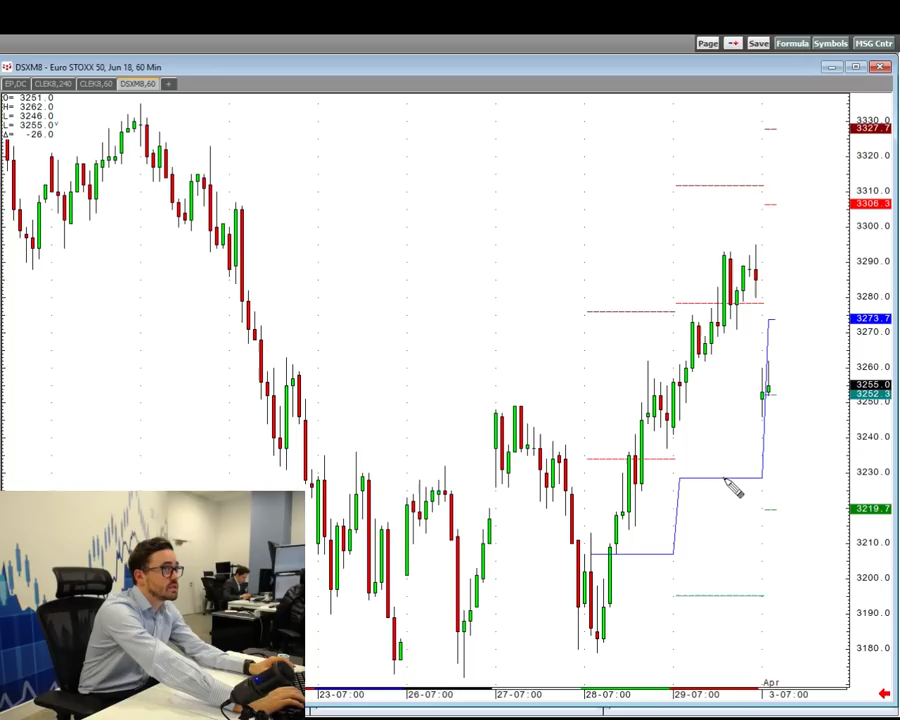 Page Save Formula Symbols MSG Cntr
DSXM8 - Euro STOXX 50, Jun 18, 60 Min
EP,DC CLEK8,240 CLEK8,60 DSXM8,60 +
O= 3251.0
H= 3262.0
L= 3246.0
L= 3255.0
Δ= -26.0
3330.0
3327.7
3320.0
3310.0
3306.3
3300.0
3290.0
3280.0
3273.7
3270.0
3260.0
3255.0
3252.3
3250.0
3240.0
3230.0
3219.7
3210.0
3200.0
3190.0
3180.0
Apr
23-07:00 26-07:00 27-07:00 28-07:00 29-07:00 3-07:00